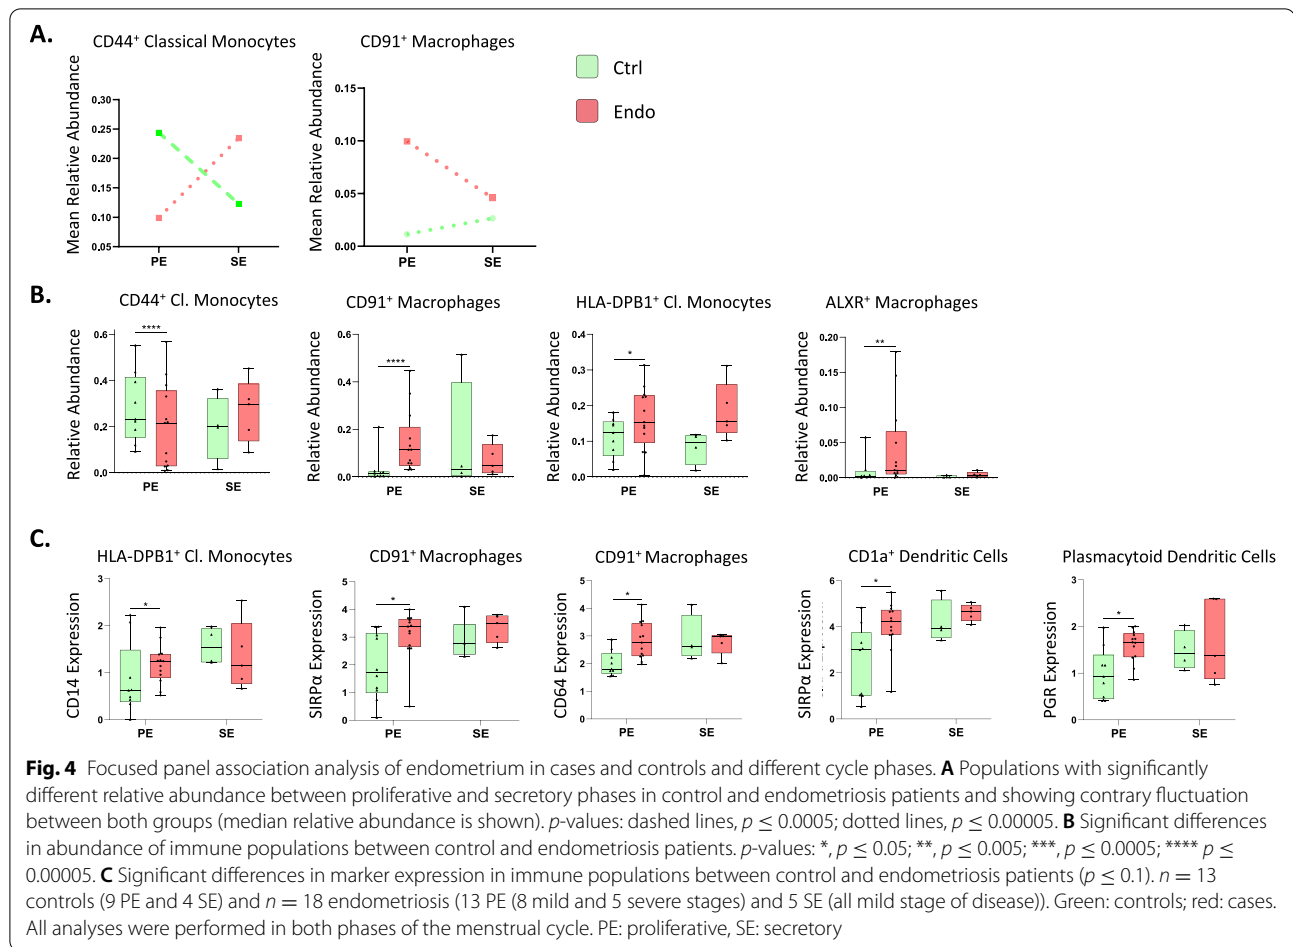 A.
CD44⁺ Classical Monocytes
CD91⁺ Macrophages
Ctrl
Endo
Mean Relative Abundance
0.30
0.25
0.20
0.15
0.10
0.05
PE SE
Mean Relative Abundance
0.15
0.10
0.05
0.00
PE SE
B.
CD44⁺ Cl. Monocytes
Relative Abundance
0.6
0.4
0.2
0.0
****
PE SE
CD91⁺ Macrophages
Relative Abundance
0.6
0.4
0.2
0.0
****
PE SE
HLA-DPB1⁺ Cl. Monocytes
Relative Abundance
0.4
0.3
0.2
0.1
0.0
*
PE SE
ALXR⁺ Macrophages
Relative Abundance
0.20
0.15
0.10
0.05
0.00
**
PE SE
C.
HLA-DPB1⁺ Cl. Monocytes
CD14 Expression
3
2
1
0
*
PE SE
CD91⁺ Macrophages
SIRPα Expression
5
4
3
2
1
0
*
PE SE
CD91⁺ Macrophages
CD64 Expression
5
4
3
2
1
0
*
PE SE
CD1a⁺ Dendritic Cells
SIRPα Expression
6
4
2
0
*
PE SE
Plasmacytoid Dendritic Cells
PGR Expression
3
2
1
0
*
PE SE
Fig. 4 Focused panel association analysis of endometrium in cases and controls and different cycle phases. A Populations with significantly
different relative abundance between proliferative and secretory phases in control and endometriosis patients and showing contrary fluctuation
between both groups (median relative abundance is shown). p-values: dashed lines, p ≤ 0.0005; dotted lines, p ≤ 0.00005. B Significant differences
in abundance of immune populations between control and endometriosis patients. p-values: *, p ≤ 0.05; **, p ≤ 0.005; ***, p ≤ 0.0005; **** p ≤
0.00005. C Significant differences in marker expression in immune populations between control and endometriosis patients (p ≤ 0.1). n = 13
controls (9 PE and 4 SE) and n = 18 endometriosis (13 PE (8 mild and 5 severe stages) and 5 SE (all mild stage of disease)). Green: controls; red: cases.
All analyses were performed in both phases of the menstrual cycle. PE: proliferative, SE: secretory